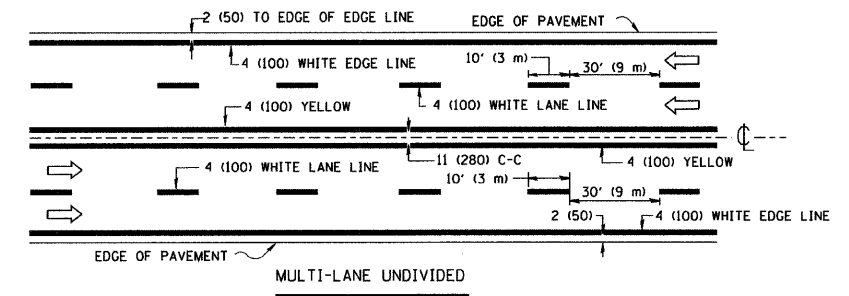 2 (50) TO EDGE OF EDGE LINE
EDGE OF PAVEMENT
4 (100) WHITE EDGE LINE
10' (3 m)
30' (9 m)
4 (100) YELLOW
4 (100) WHITE LANE LINE
℄
4 (100) WHITE LANE LINE
11 (280) C-C
4 (100) YELLOW
10' (3 m)
30' (9 m)
2 (50)
4 (100) WHITE EDGE LINE
EDGE OF PAVEMENT
MULTI-LANE UNDIVIDED